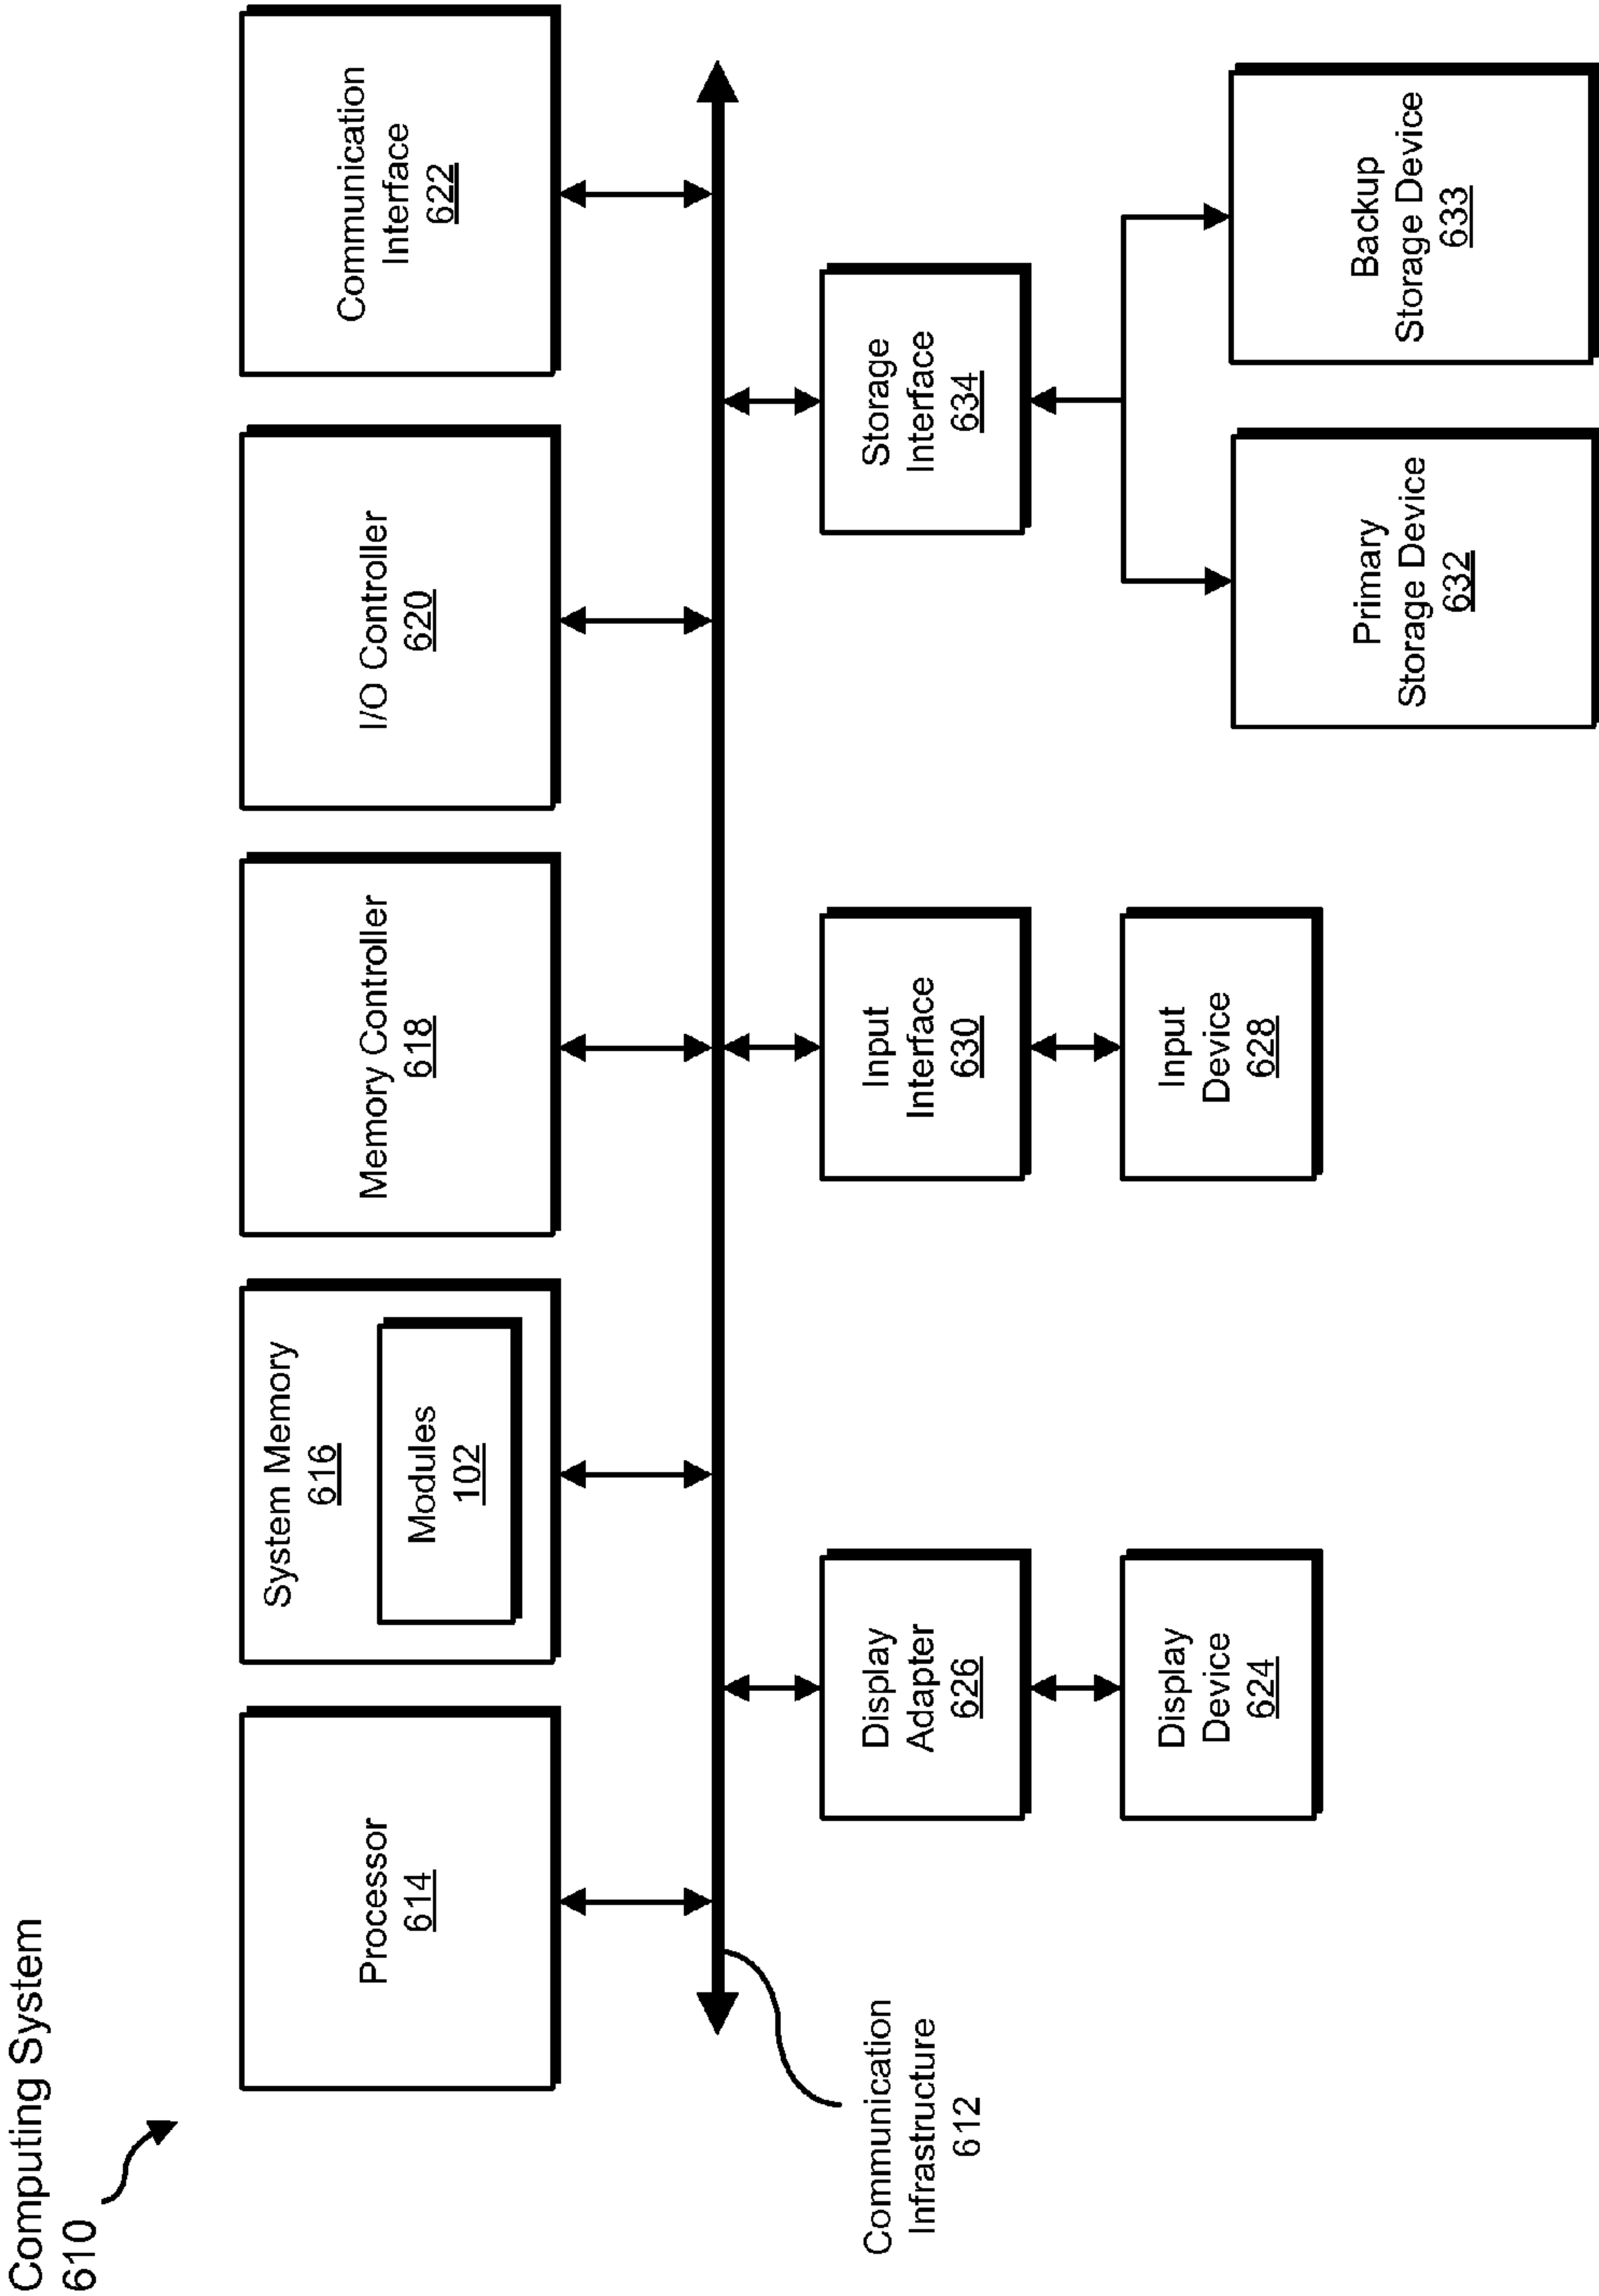 Computing System
610
Processor
614
System Memory
616
Modules
102
Memory Controller
618
I/O Controller
620
Communication
Interface
622
Communication
Infrastructure
612
Display
Adapter
626
Input
Interface
630
Storage
Interface
634
Display
Device
624
Input
Device
628
Primary
Storage Device
632
Backup
Storage Device
633